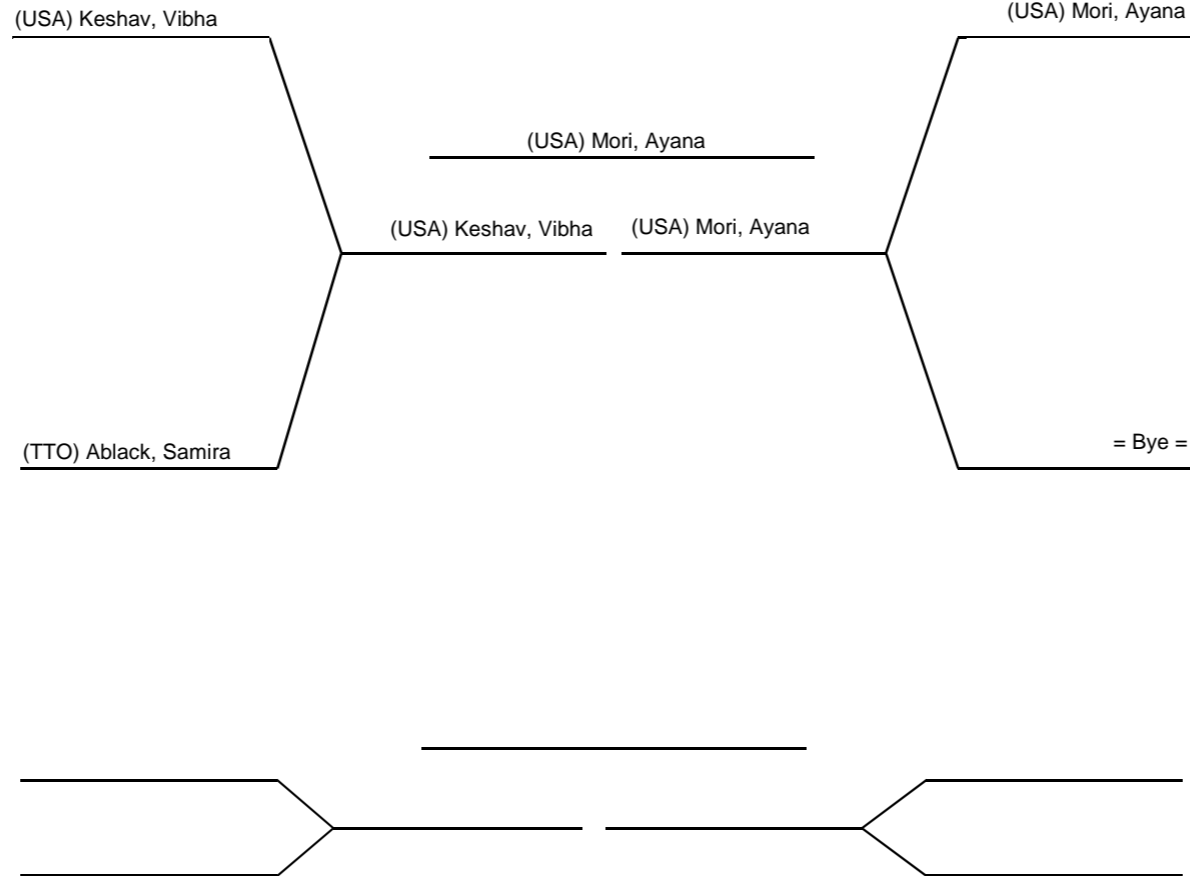 (USA) Keshav, Vibha
(USA) Mori, Ayana
(USA) Mori, Ayana
(USA) Keshav, Vibha
(USA) Mori, Ayana
(TTO) Ablack, Samira
= Bye =